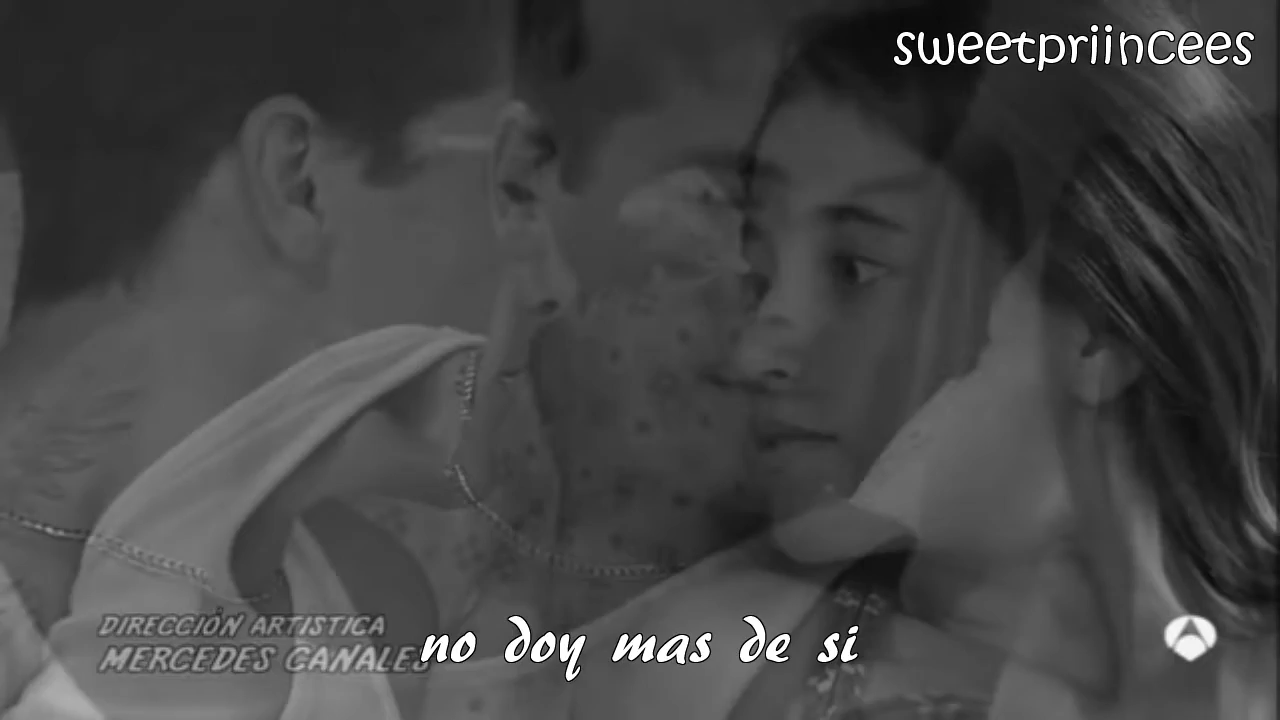 sweetpriincees
DIRECCIÓN ARTISTICA
MERCEDES CANALES
no doy mas de si